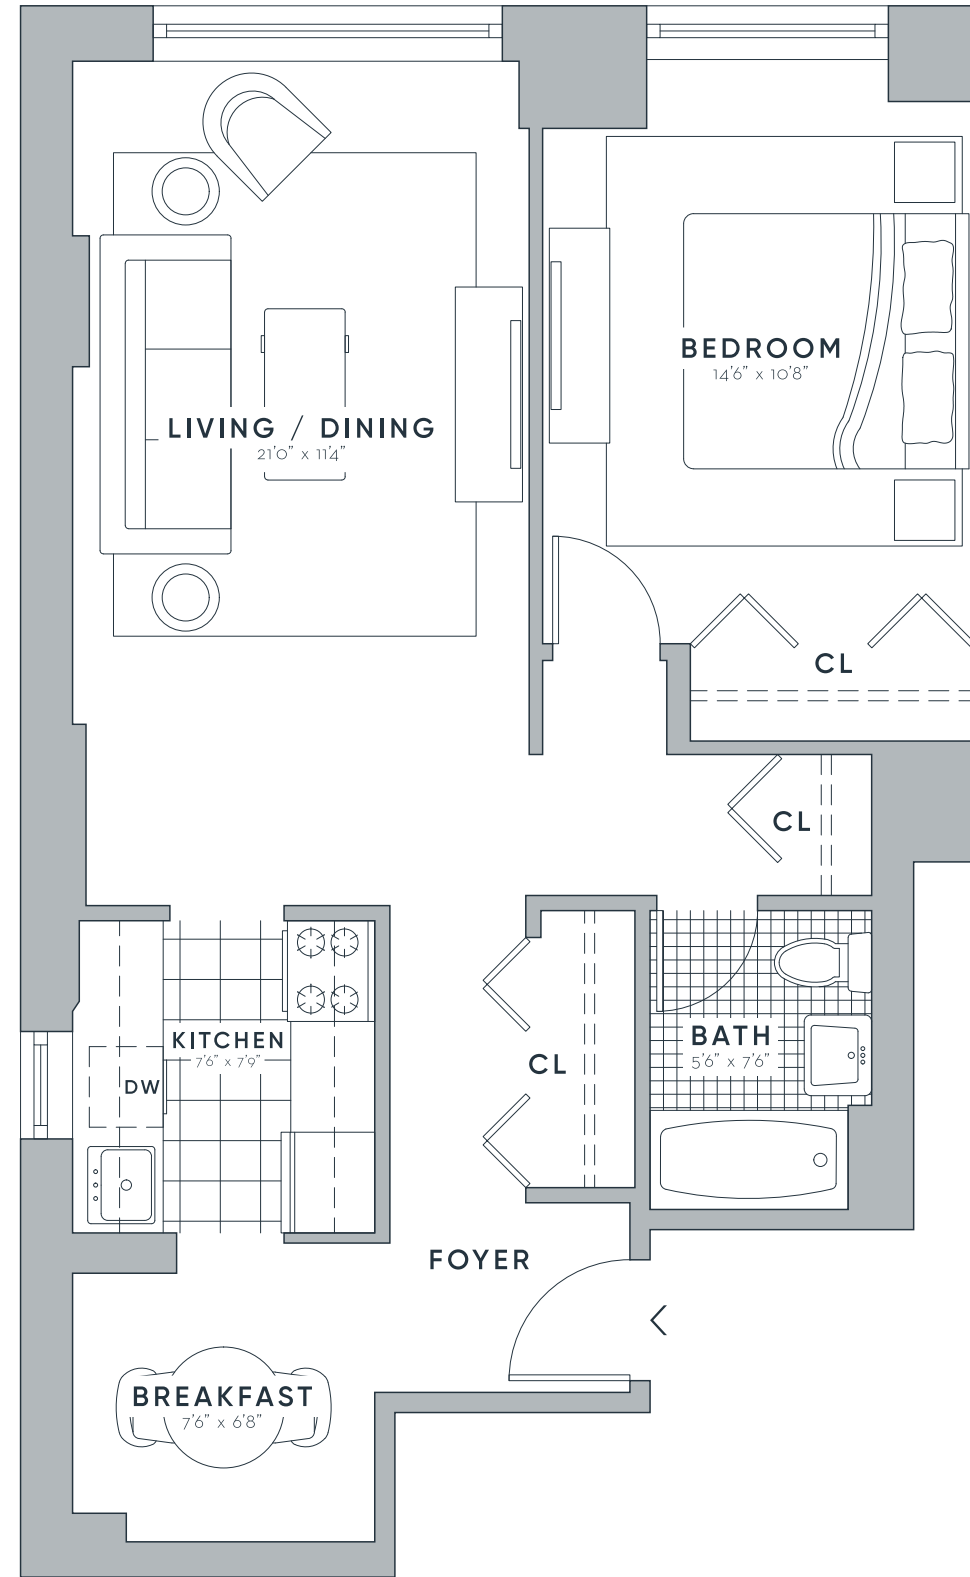 BEDROOM
14'6" x 10'8"
LIVING / DINING
21'0" x 11'4"
CL
CL
KITCHEN
7'6" x 7'9"
DW
CL
BATH
5'6" x 7'6"
FOYER
BREAKFAST
7'6" x 6'8"